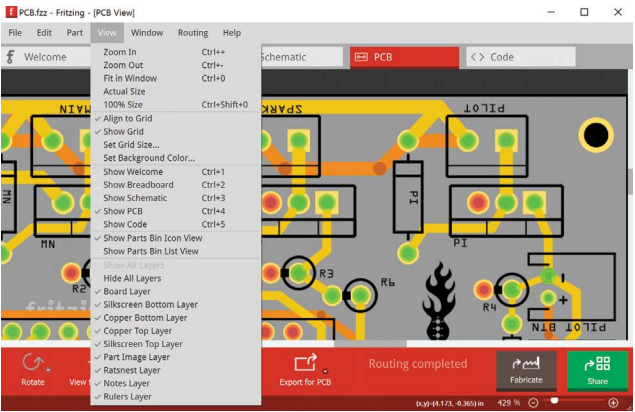 PCB.fzz - Fritzing - [PCB View]
File Edit Part View Window Routing Help
Welcome
Schematic
PCB
<> Code
Zoom In Ctrl++
Zoom Out Ctrl+-
Fit in Window Ctrl+0
Actual Size
100% Size Ctrl+Shift+0
Align to Grid
Show Grid
Set Grid Size...
Set Background Color...
Show Welcome Ctrl+1
Show Breadboard Ctrl+2
Show Schematic Ctrl+3
Show PCB Ctrl+4
Show Code Ctrl+5
Show Parts Bin Icon View
Show Parts Bin List View
Show All Layers
Hide All Layers
Board Layer
Silkscreen Bottom Layer
Copper Bottom Layer
Copper Top Layer
Silkscreen Top Layer
Part Image Layer
Ratsnest Layer
Notes Layer
Rulers Layer
MAIN
SPARK
PILOT
MN
PI
MN
PI
R2
R3
R4
fritzing
PILOT BTN
+
Rotate
Export for PCB
Routing completed
Fabricate
Share
(x,y)=(4.173, -0.365) in 429 %